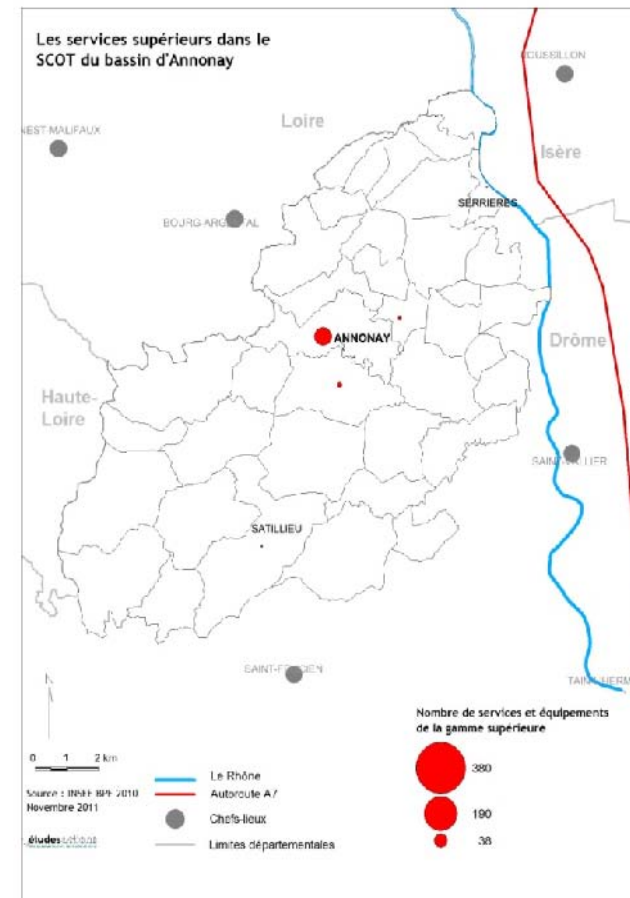 Les services supérieurs dans le
SCOT du bassin d'Annonay
Loire
Isère
BOURG-ARGENTAL
SERRIERES
ANNONAY
Drôme
Haute-
Loire
SATILLIEU
Nombre de services et équipements
de la gamme supérieure
0 1 2 km
380
Le Rhône
Source : INSEE BPE 2010
Autoroute A7
Novembre 2011
190
Chefs-lieux
38
Limites départementales
N